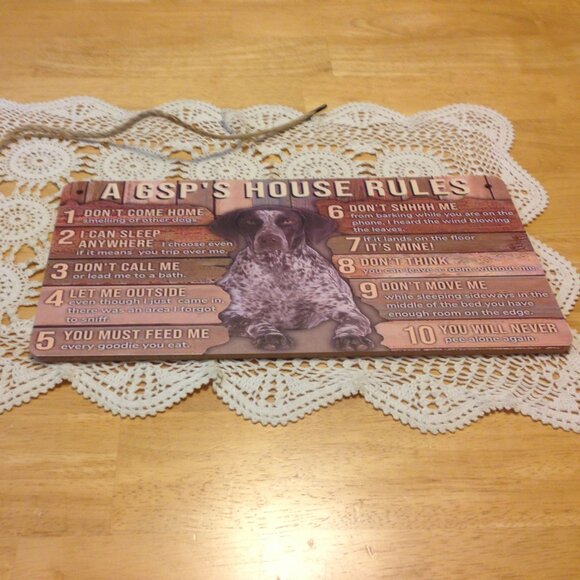 A GSP'S HOUSE RULES
1 DON'T COME HOME
smelling of other dogs.
2 I CAN SLEEP
ANYWHERE I choose even
if it means you trip over me.
3 DON'T CALL ME
or lead me to a bath.
4 LET ME OUTSIDE
even though I just came in
there was an area I forgot
to sniff.
5 YOU MUST FEED ME
every goodie you eat.
6 DON'T SHHHH ME
from barking while you are on the
phone. I heard the wind blowing
the leaves.
7 If it lands on the floor
IT'S MINE!
8 DON'T THINK
you can leave a room without me.
9 DON'T MOVE ME
while sleeping sideways in the
middle of the bed, you have
enough room on the edge.
10 YOU WILL NEVER
pee alone again